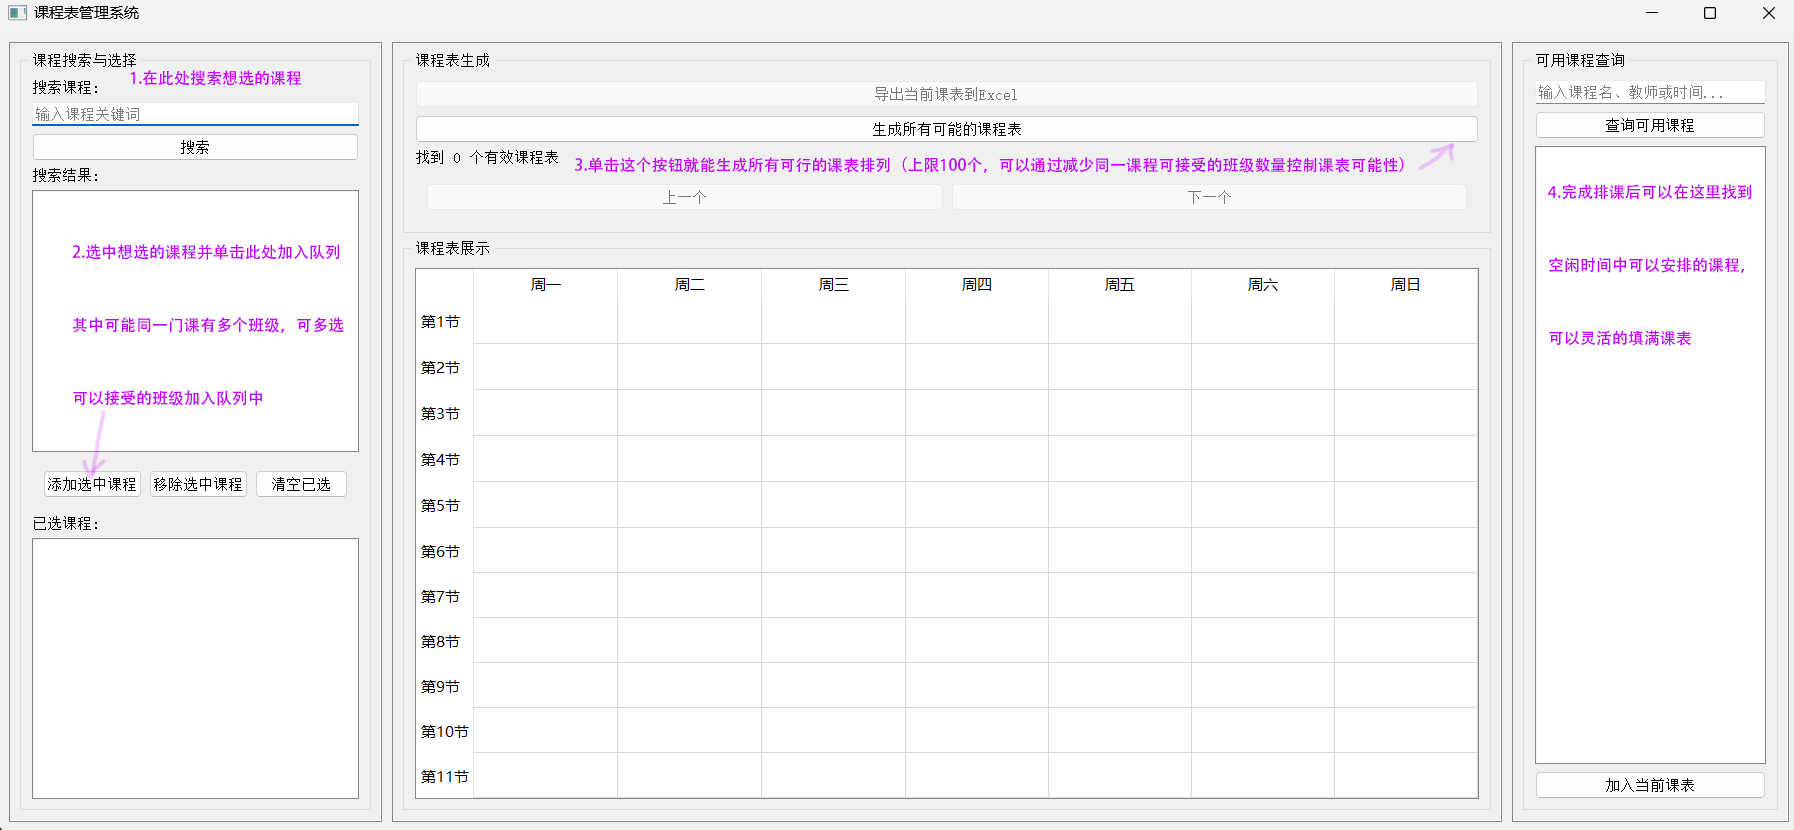 课程表管理系统
课程搜索与选择
1.在此处搜索想选的课程
搜索课程：
输入课程关键词
搜索
搜索结果：
2.选中想选的课程并单击此处加入队列
其中可能同一门课有多个班级，可多选
可以接受的班级加入队列中
添加选中课程 移除选中课程 清空已选
已选课程：
课程表生成
导出当前课表到Excel
生成所有可能的课程表
找到 0 个有效课程表
3.单击这个按钮就能生成所有可行的课表排列（上限100个，可以通过减少同一课程可接受的班级数量控制课表可能性）
上一个 下一个
课程表展示
周一 周二 周三 周四 周五 周六 周日
第1节
第2节
第3节
第4节
第5节
第6节
第7节
第8节
第9节
第10节
第11节
可用课程查询
输入课程名、教师或时间...
查询可用课程
4.完成排课后可以在这里找到
空闲时间中可以安排的课程，
可以灵活的填满课表
加入当前课表